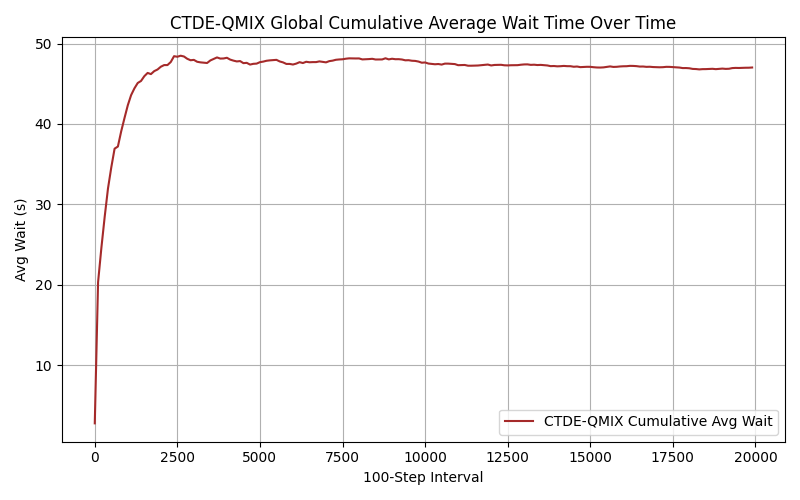 CTDE-QMIX Global Cumulative Average Wait Time Over Time
50
40
30
20
10
Avg Wait (s)
CTDE-QMIX Cumulative Avg Wait
0 2500 5000 7500 10000 12500 15000 17500 20000
100-Step Interval